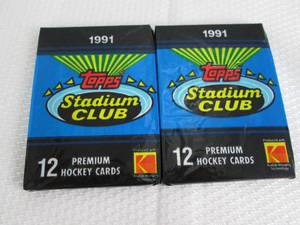 1991
Topps
Stadium
CLUB
12 PREMIUM
HOCKEY CARDS
1991
Topps
Stadium
CLUB
12 PREMIUM
HOCKEY CARDS